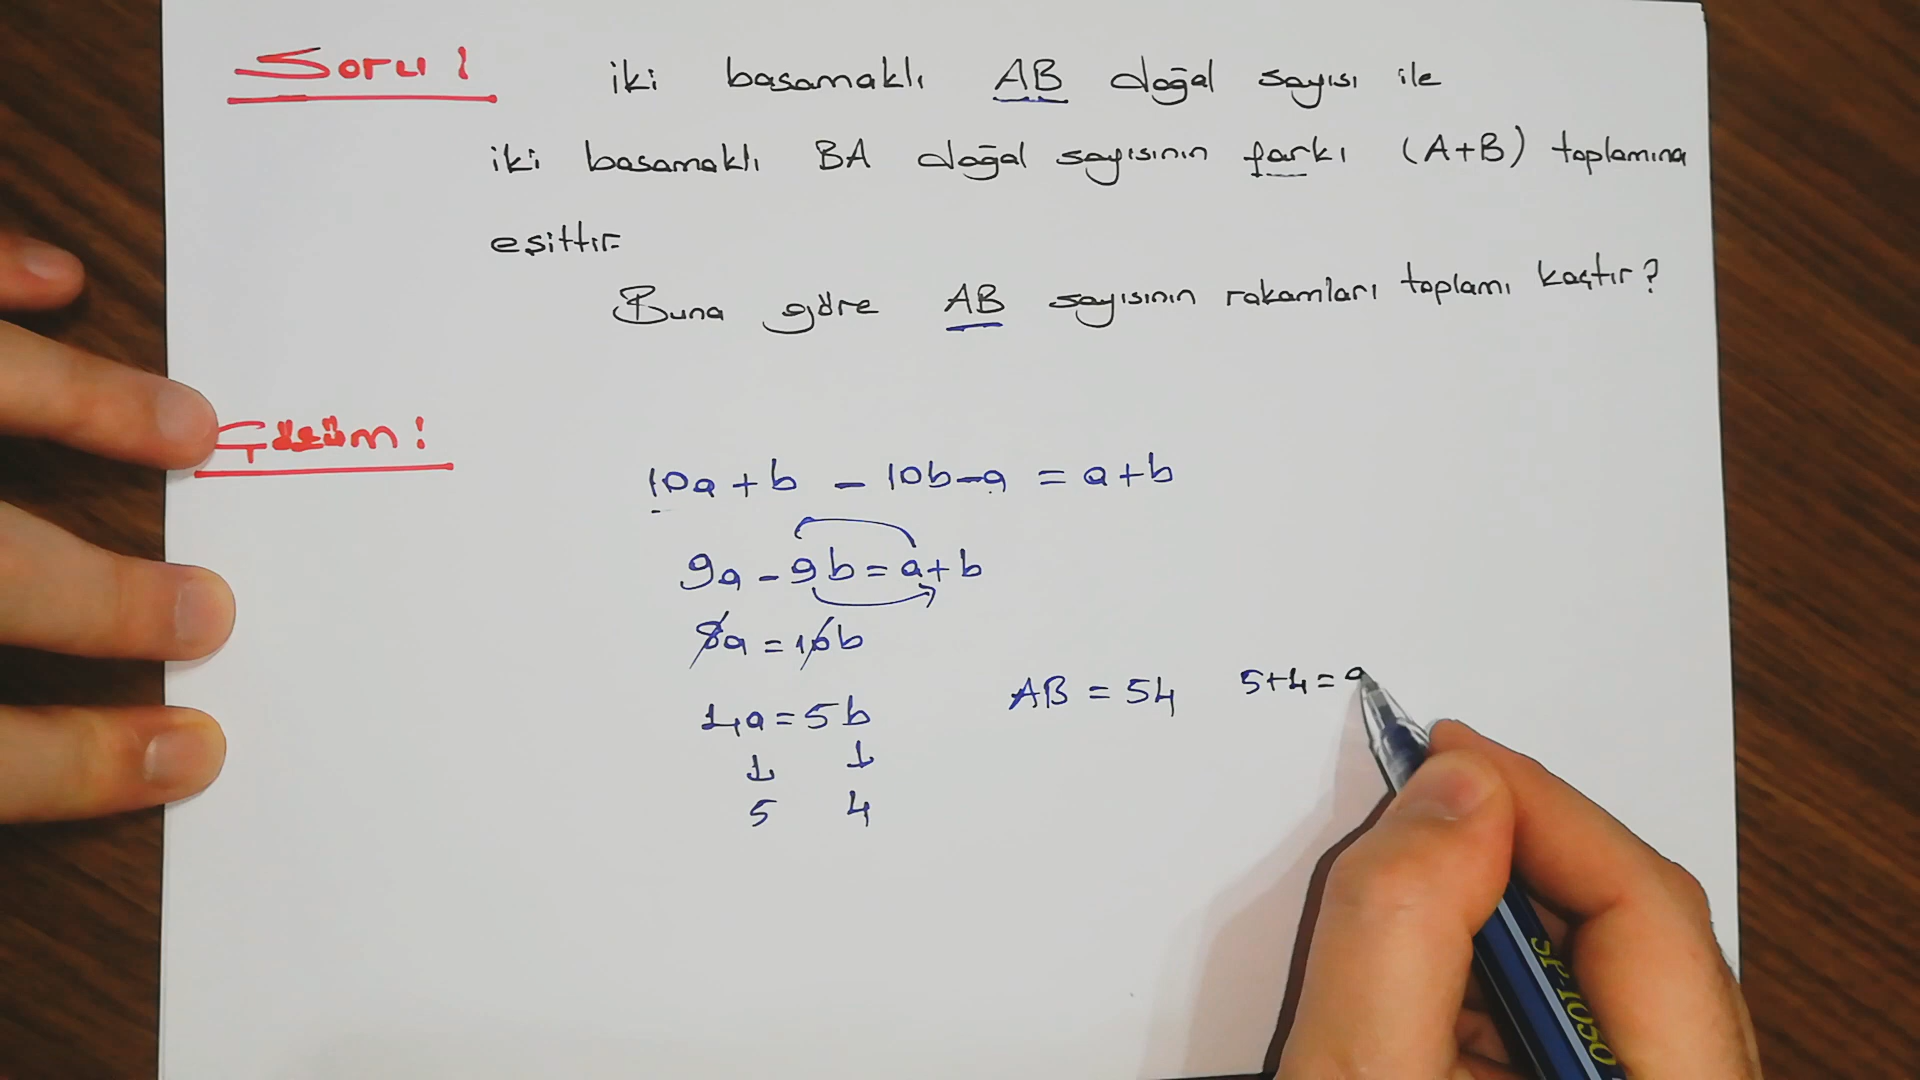 Soru!
iki basamaklı AB doğal sayısı ile
iki basamaklı BA doğal sayısının farkı (A+B) toplamına
eşittir.
Buna göre AB sayısının rakamları toplamı kaçtır?
Çözüm!
10a + b - 10b - a = a + b
9a - 9b = a + b
8a = 10b
4a = 5b
AB = 54 5+4=9
5 4